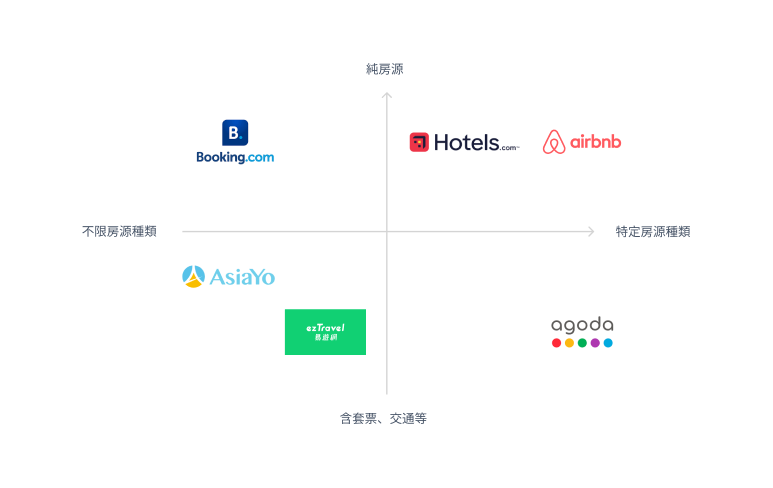 純房源
B.
Booking.com
Hotels.com™
airbnb
不限房源種類
特定房源種類
AsiaYo
ezTravel
易遊網
agoda
含套票、交通等